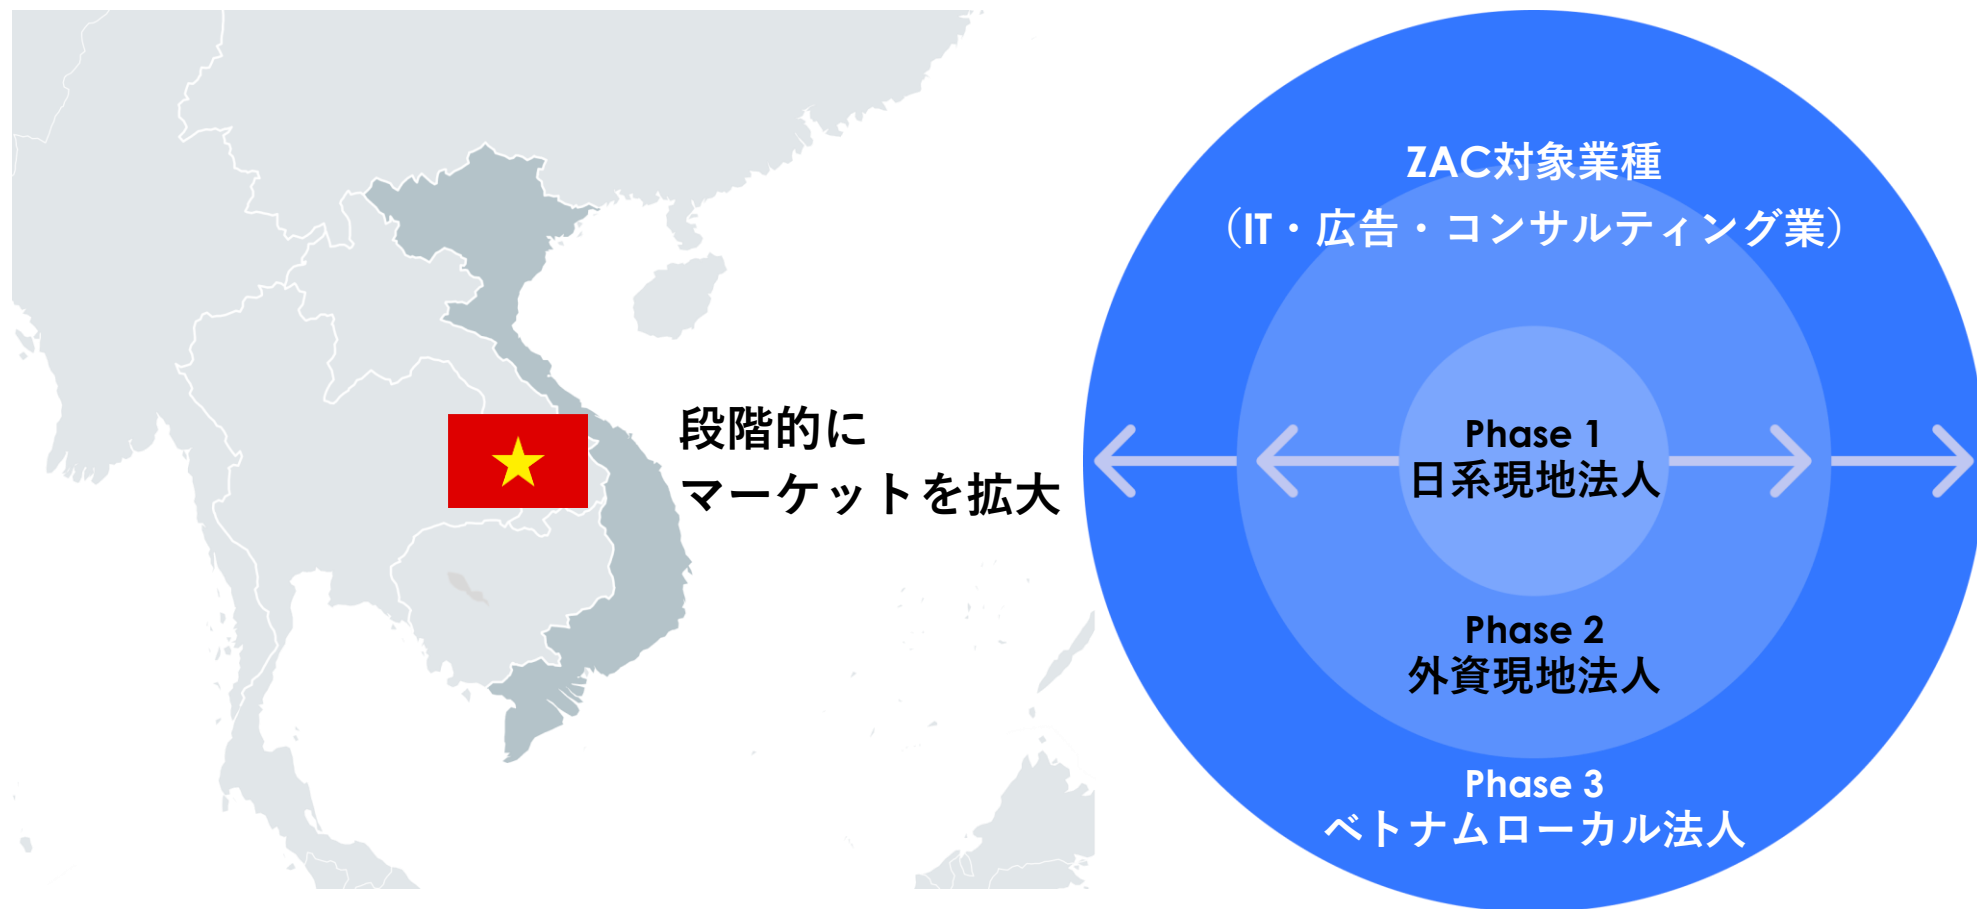 段階的に
マーケットを拡大
ZAC対象業種
（IT・広告・コンサルティング業）
Phase 1
日系現地法人
Phase 2
外資現地法人
Phase 3
ベトナムローカル法人